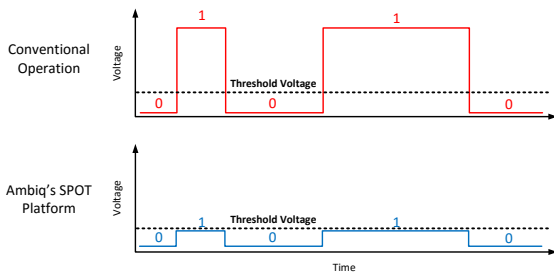 Conventional
Operation
Voltage
1
1
Threshold Voltage
0
0
0
Ambiq's SPOT
Platform
Voltage
Threshold Voltage
1
1
0
0
0
Time